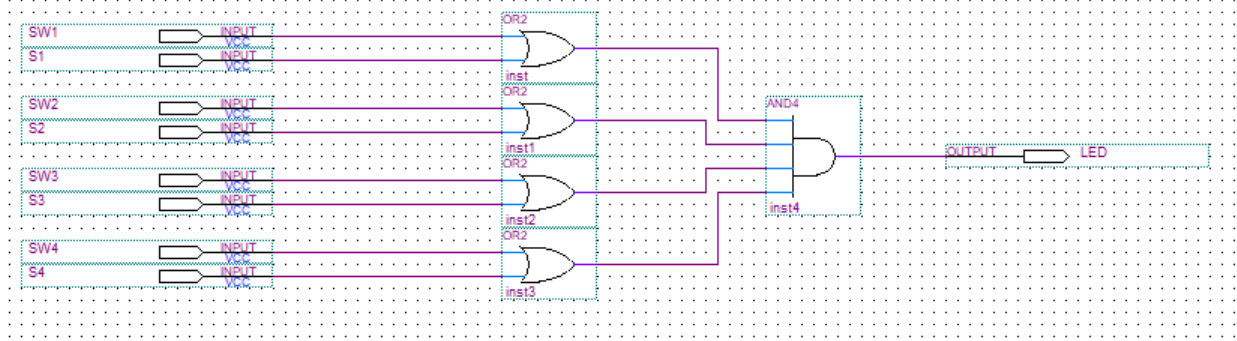 OR2
SW1 INPUT
VCC
S1 INPUT
VCC
inst
OR2
SW2 INPUT
VCC
AND4
S2 INPUT
VCC
inst1
OUTPUT LED
OR2
SW3 INPUT
VCC
S3 INPUT
VCC
inst4
inst2
OR2
SW4 INPUT
VCC
S4 INPUT
VCC
inst3